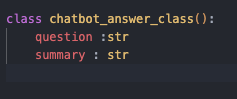 class chatbot_answer_class():
    question :str
    summary : str